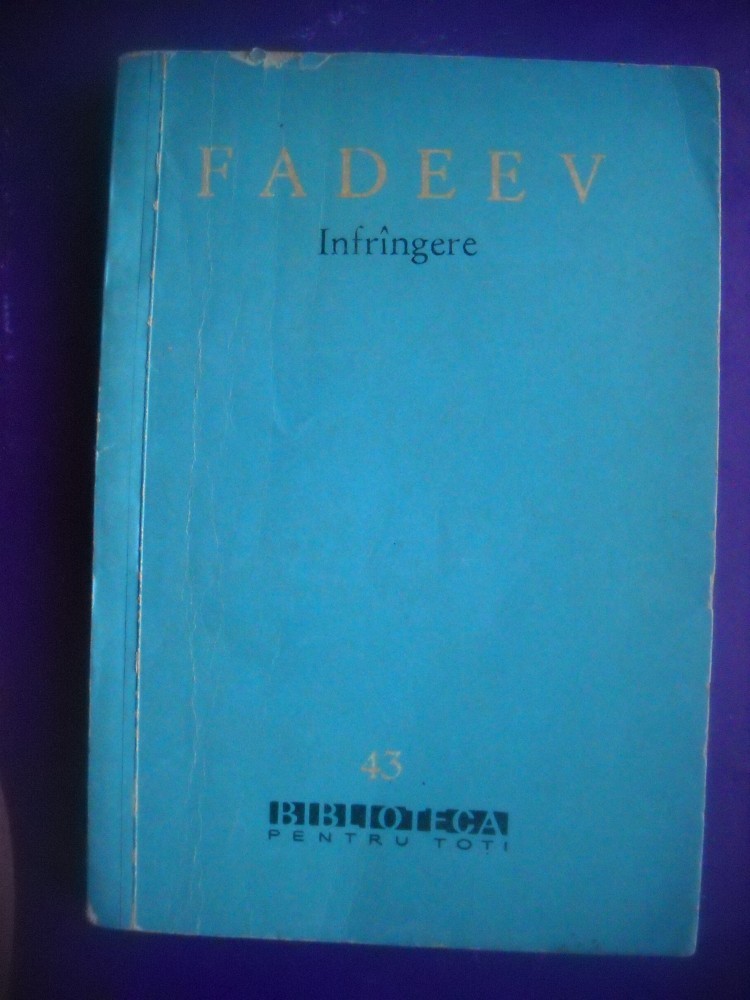 FADEEV
Infrîngere
43
BIBLIOTECA
PENTRU TOȚI